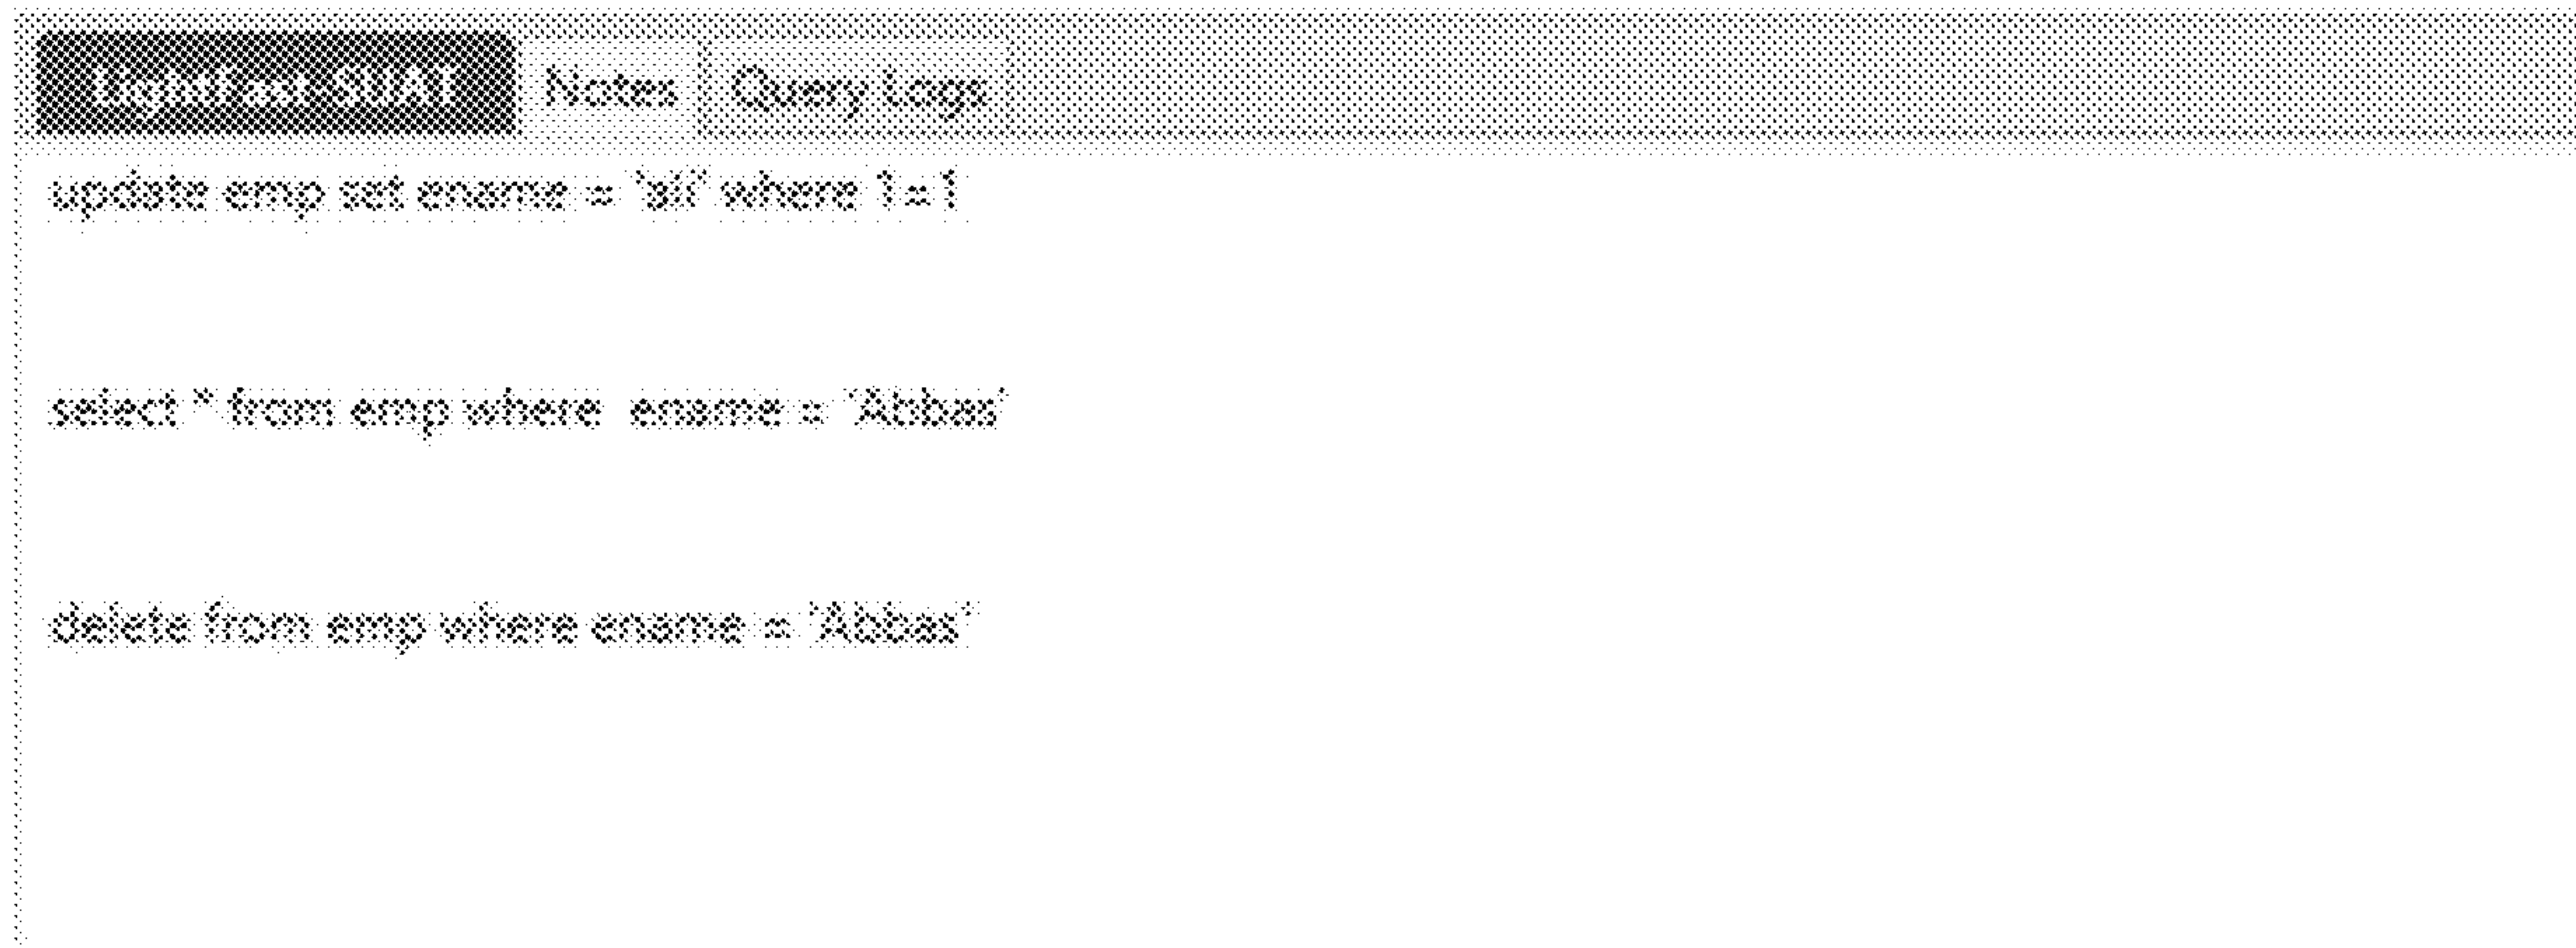 Notes Query Logs
update emp set ename = 'gir' where 1=1
select * from emp where  ename = 'Abbas'
delete from emp where ename = 'Abbas'